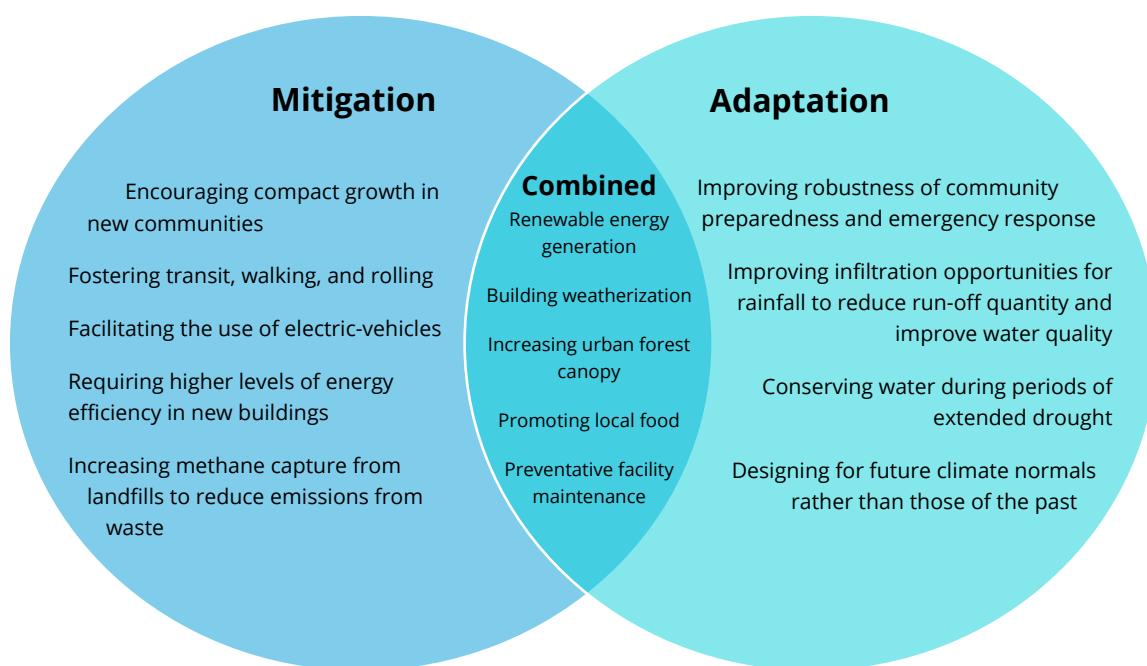 Mitigation
Encouraging compact growth in
new communities
Fostering transit, walking, and rolling
Facilitating the use of electric-vehicles
Requiring higher levels of energy
efficiency in new buildings
Increasing methane capture from
landfills to reduce emissions from
waste
Combined
Renewable energy
generation
Building weatherization
Increasing urban forest
canopy
Promoting local food
Preventative facility
maintenance
Adaptation
Improving robustness of community
preparedness and emergency response
Improving infiltration opportunities for
rainfall to reduce run-off quantity and
improve water quality
Conserving water during periods of
extended drought
Designing for future climate normals
rather than those of the past